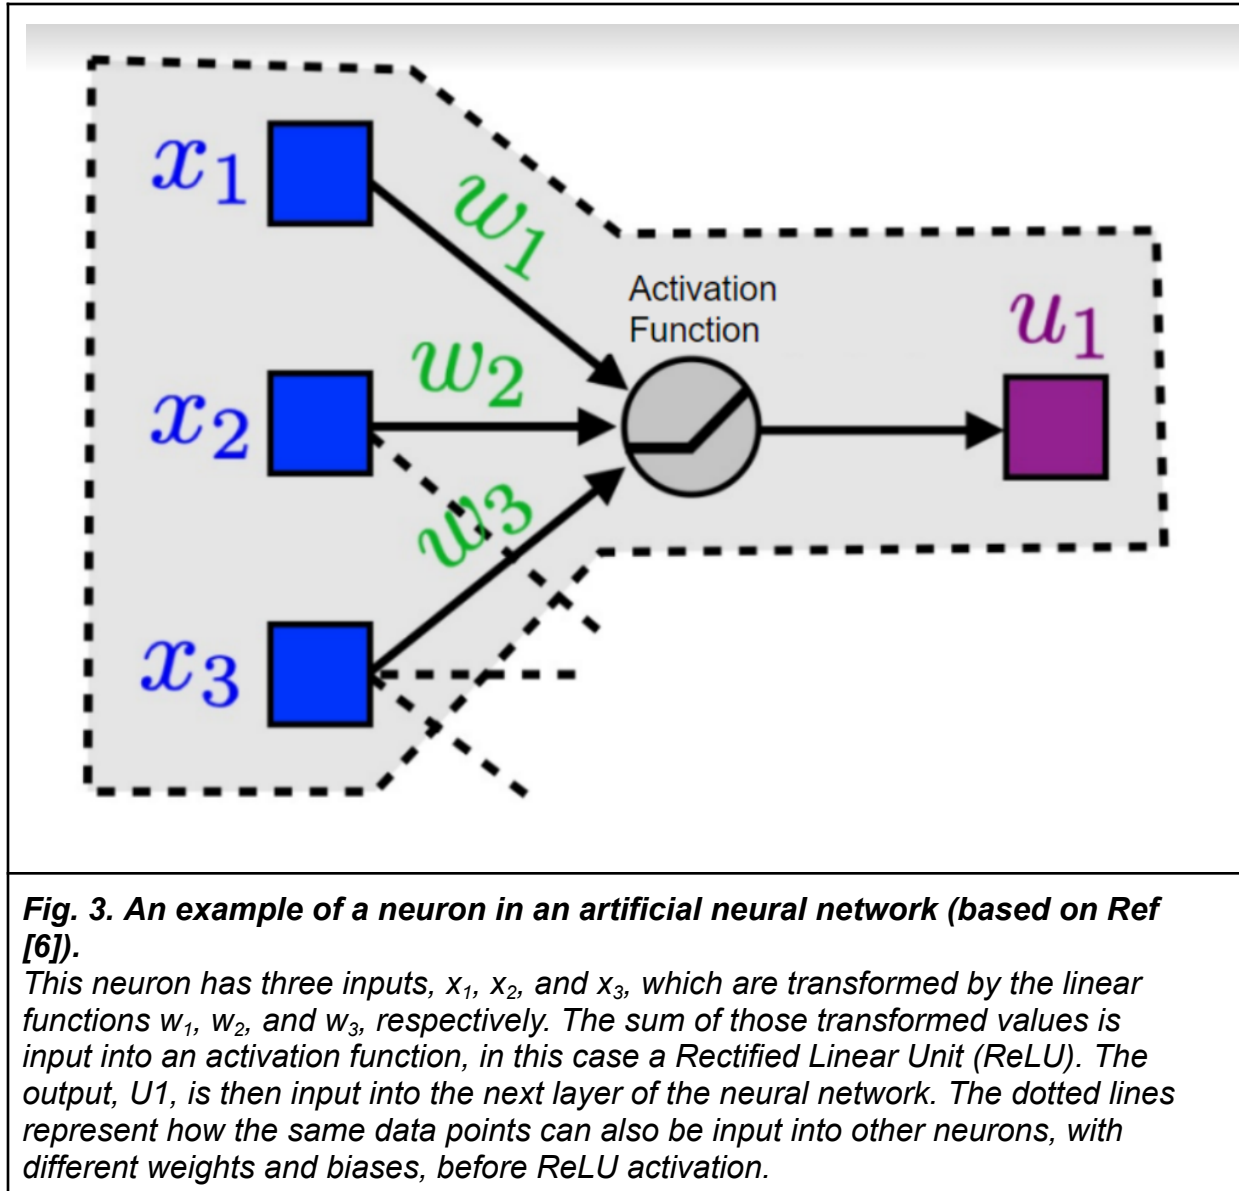 x1
w1
Activation
Function
u1
x2
w2
w3
x3
Fig. 3. An example of a neuron in an artificial neural network (based on Ref
[6]).
This neuron has three inputs, x1, x2, and x3, which are transformed by the linear
functions w1, w2, and w3, respectively. The sum of those transformed values is
input into an activation function, in this case a Rectified Linear Unit (ReLU). The
output, U1, is then input into the next layer of the neural network. The dotted lines
represent how the same data points can also be input into other neurons, with
different weights and biases, before ReLU activation.